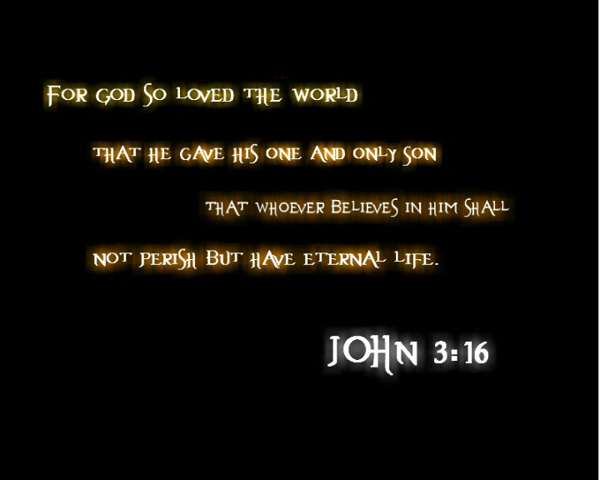 For God So loved the world
that he gave his one and only Son
that whoever Believes in him Shall
not perish But have eternal life.
John 3:16